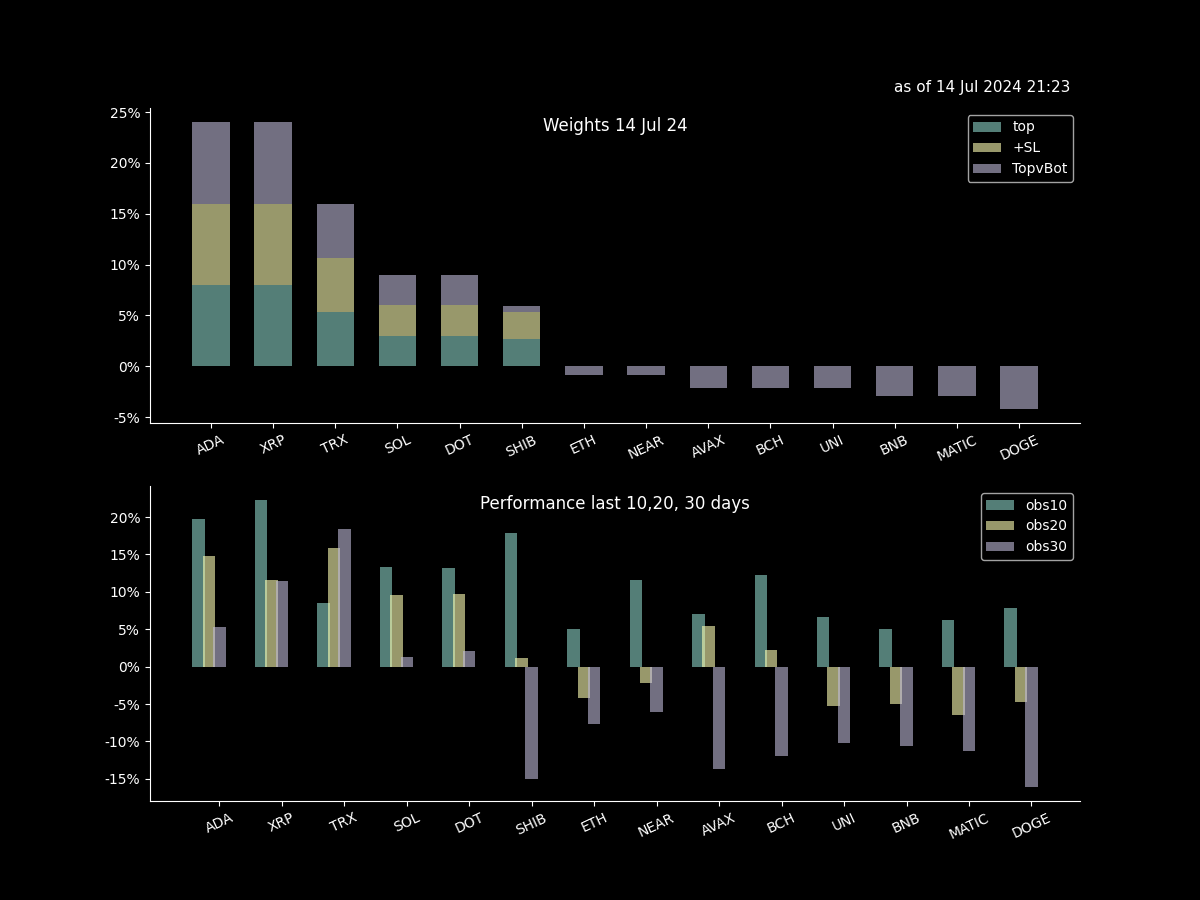 as of 14 Jul 2024 21:23
Weights 14 Jul 24
top
+SL
TopvBot
25%
20%
15%
10%
5%
0%
-5%
ADA XRP TRX SOL DOT SHIB ETH NEAR AVAX BCH UNI BNB MATIC DOGE
Performance last 10,20, 30 days
obs10
obs20
obs30
20%
15%
10%
5%
0%
-5%
-10%
-15%
ADA XRP TRX SOL DOT SHIB ETH NEAR AVAX BCH UNI BNB MATIC DOGE